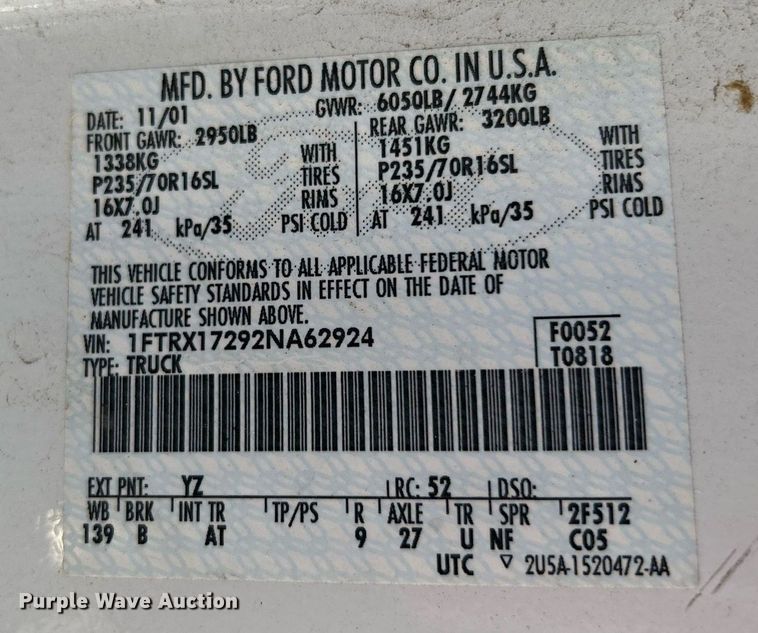 MFD. BY FORD MOTOR CO. IN U.S.A.
DATE: 11/01 GVWR: 6050LB/ 2744KG
FRONT GAWR: 2950LB REAR GAWR: 3200LB
1338KG WITH 1451KG WITH
P235/70R16SL TIRES P235/70R16SL TIRES
16X7.0J RIMS 16X7.0J RIMS
AT 241 kPa/35 PSI COLD AT 241 kPa/35 PSI COLD
THIS VEHICLE CONFORMS TO ALL APPLICABLE FEDERAL MOTOR
VEHICLE SAFETY STANDARDS IN EFFECT ON THE DATE OF
MANUFACTURE SHOWN ABOVE.
VIN: 1FTRX17292NA62924 F0052
TYPE: TRUCK T0818
EXT PNT: YZ RC: 52 DSO:
WB BRK INT TR TP/PS R AXLE TR SPR 2F512
139 B AT 9 27 U NF C05
UTC ▽ 2U5A-1520472-AA
Purple Wave Auction